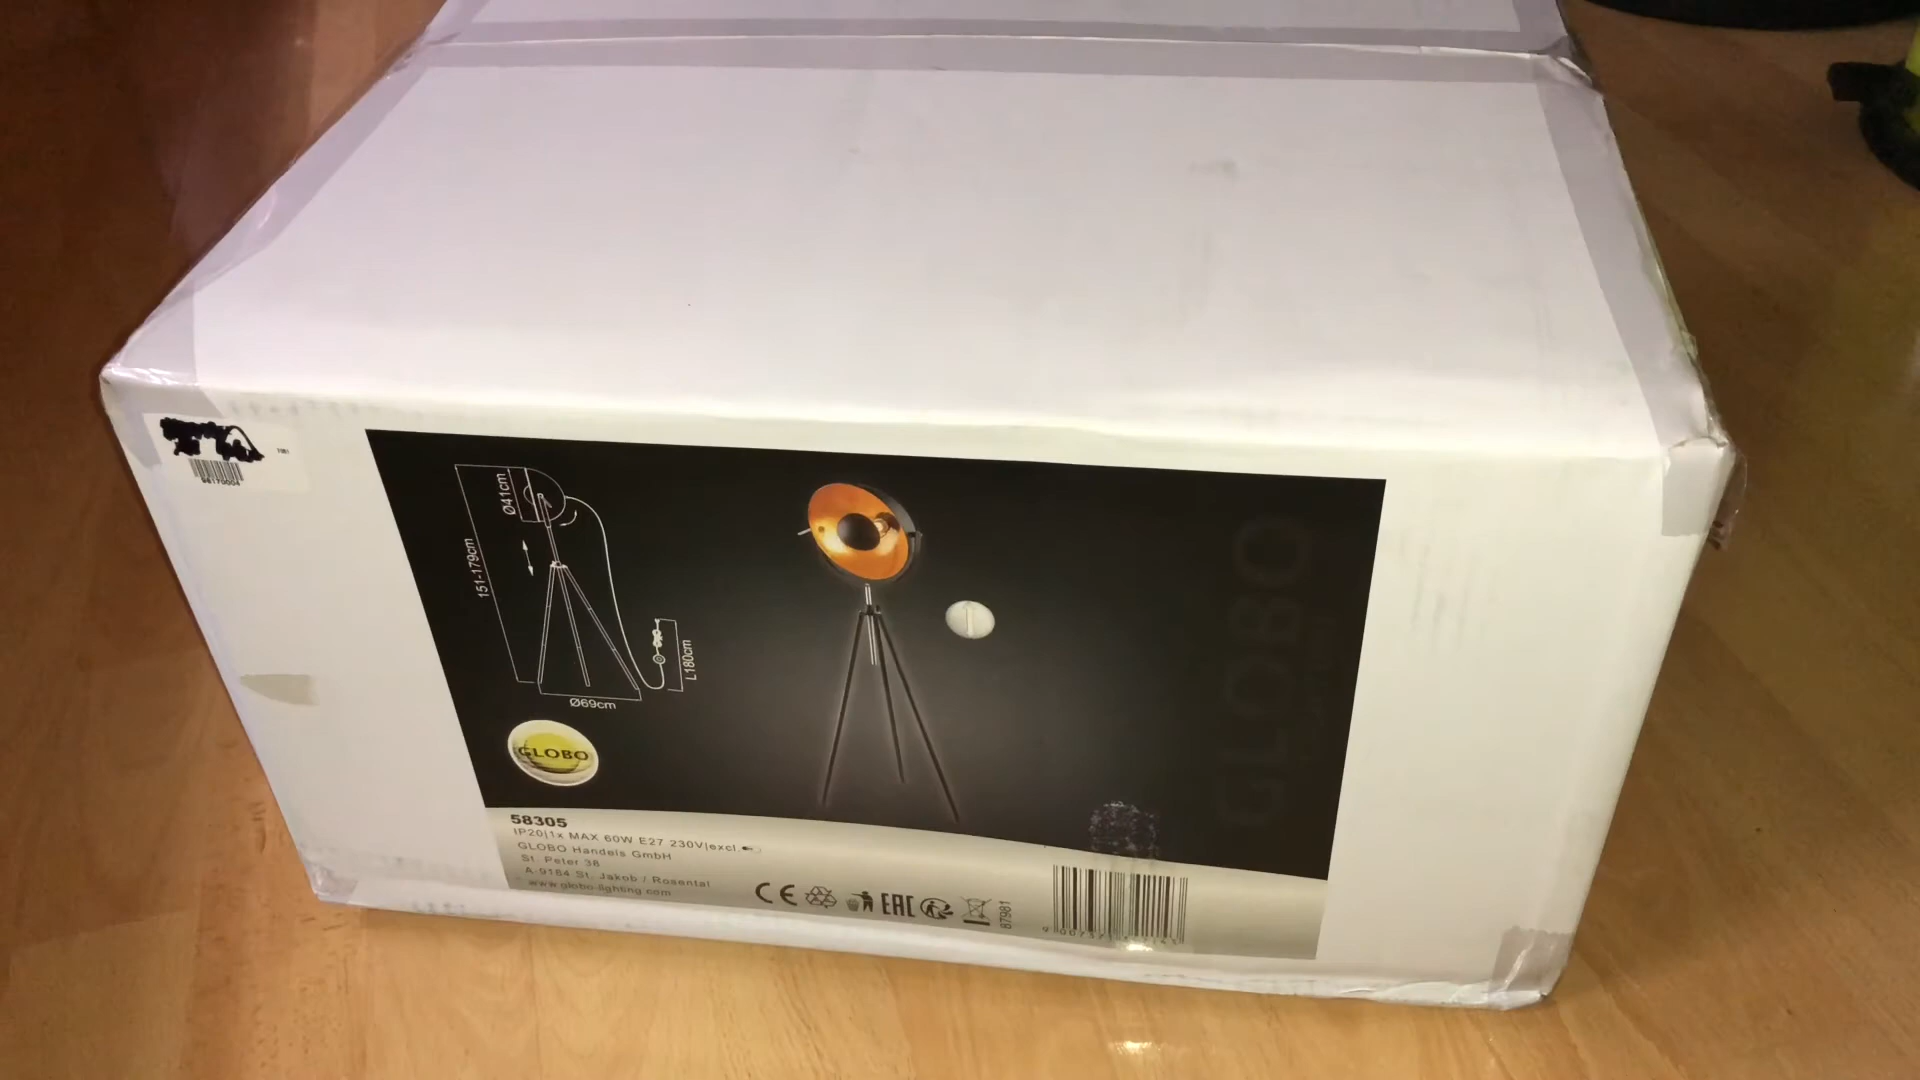 Ø41cm
151-179cm
L180cm
Ø69cm
GLOBO
GLOBO
58305
IP20|1x MAX 60W E27 230V|excl.
GLOBO Handels GmbH
St. Peter 38
A-9184 St. Jakob / Rosental
www.globo-lighting.com
CE
EAC
87981